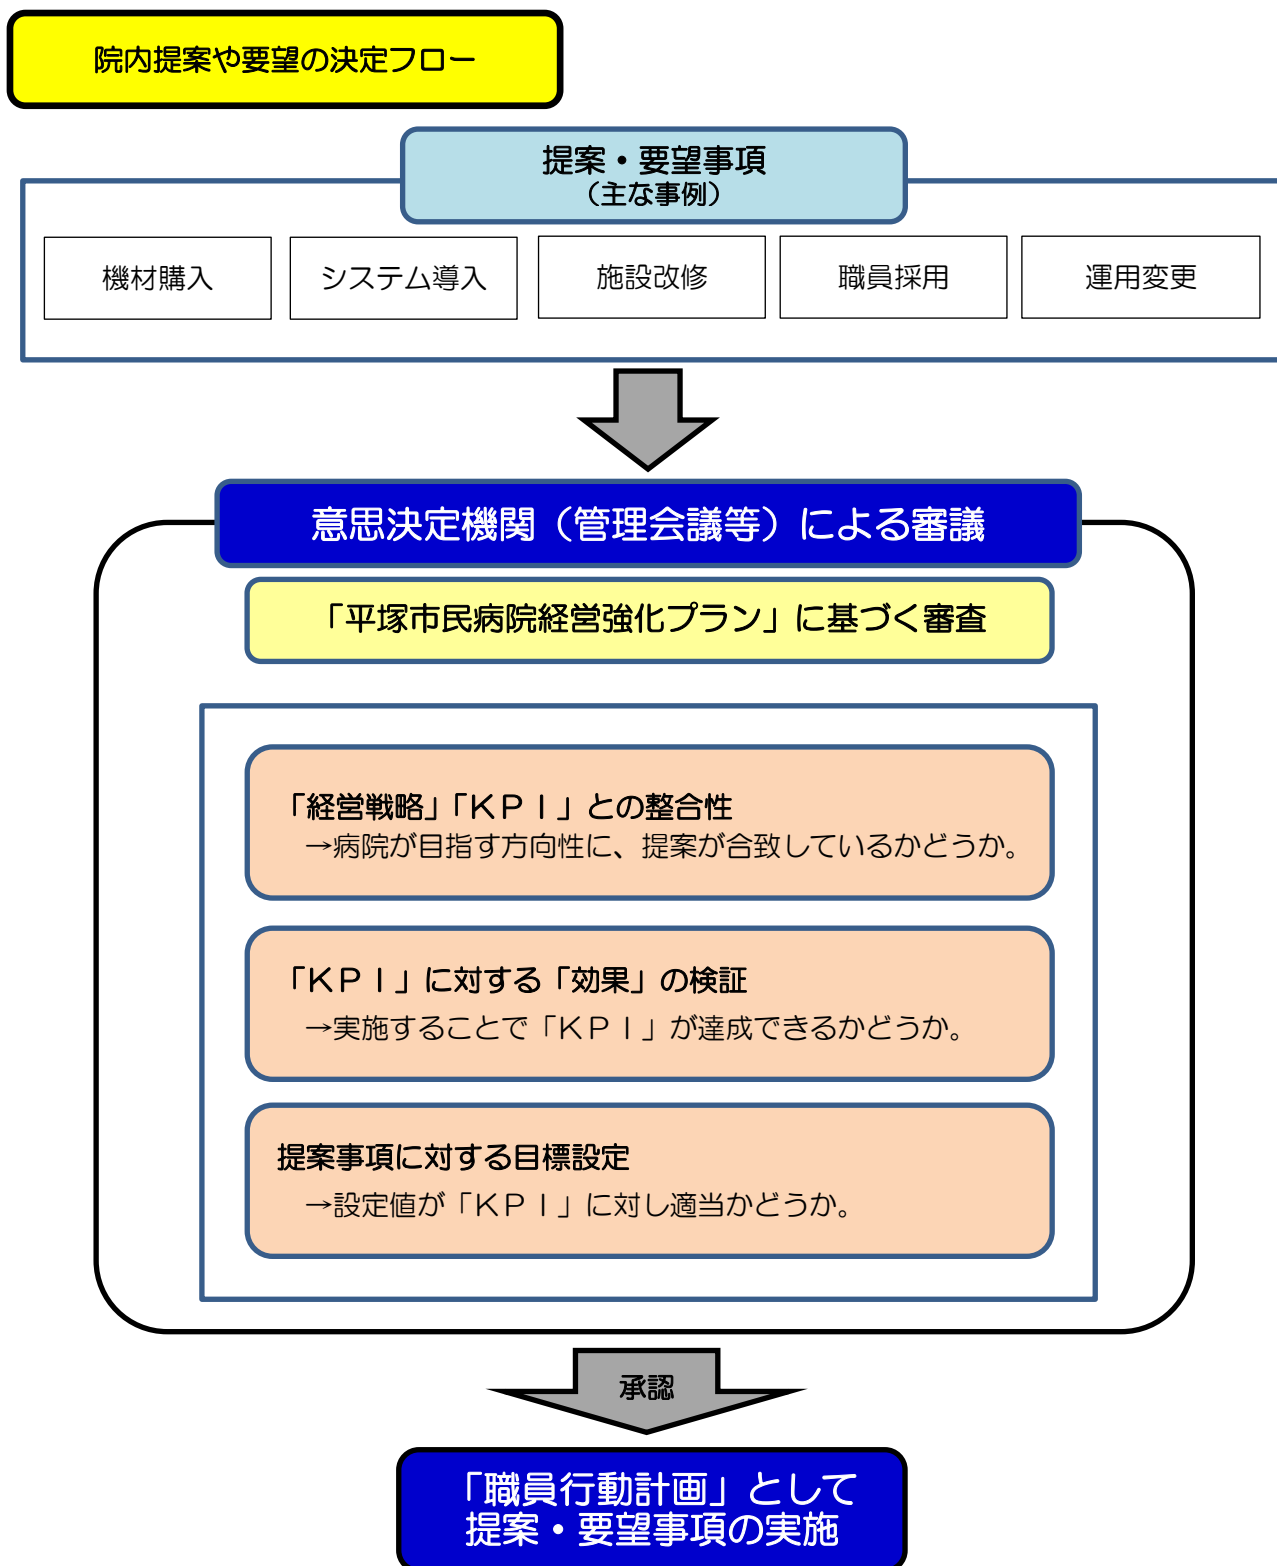 院内提案や要望の決定フロー
提案・要望事項
（主な事例）
機材購入
システム導入
施設改修
職員採用
運用変更
意思決定機関（管理会議等）による審議
「平塚市民病院経営強化プラン」に基づく審査
「経営戦略」「ＫＰＩ」との整合性
→病院が目指す方向性に、提案が合致しているかどうか。
「ＫＰＩ」に対する「効果」の検証
→実施することで「ＫＰＩ」が達成できるかどうか。
提案事項に対する目標設定
→設定値が「ＫＰＩ」に対し適当かどうか。
承認
「職員行動計画」として
提案・要望事項の実施